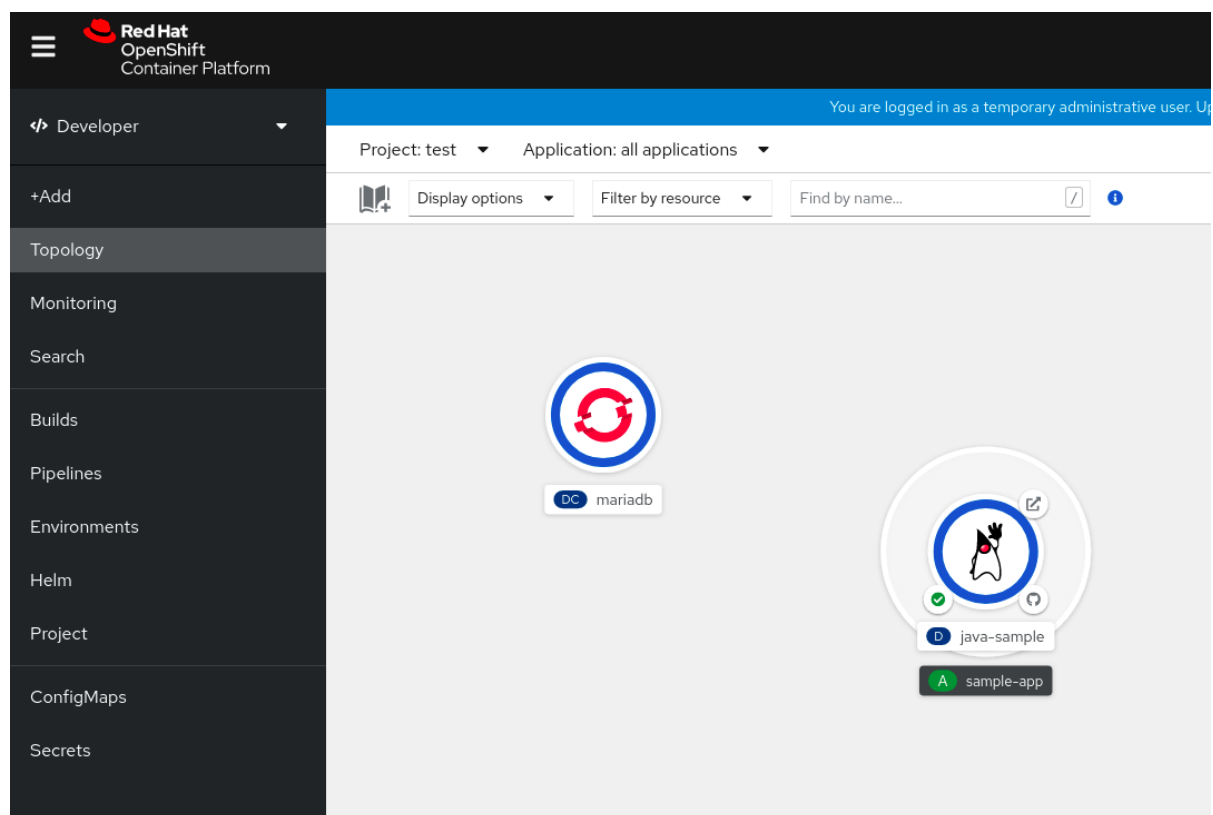 Red Hat
OpenShift
Container Platform
You are logged in as a temporary administrative user.
</> Developer
Project: test
Application: all applications
+Add
Display options
Filter by resource
Find by name...
/
i
Topology
Monitoring
Search
Builds
Pipelines
Environments
Helm
Project
ConfigMaps
Secrets
DC mariadb
D java-sample
A sample-app